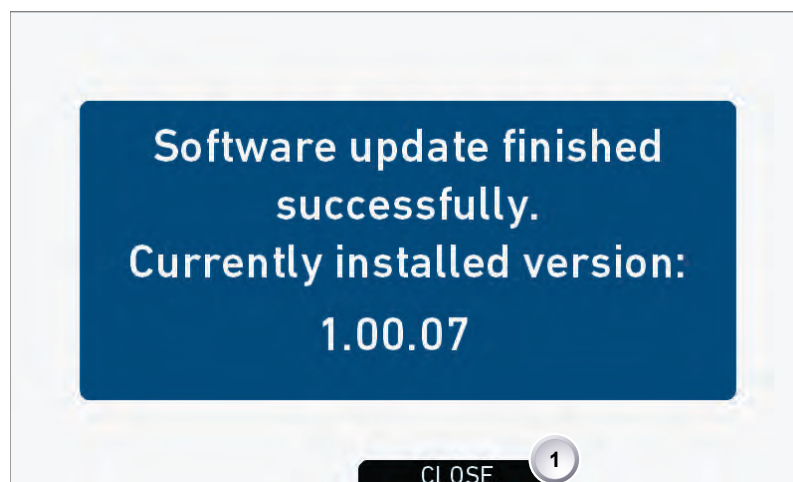 Software update finished
successfully.
Currently installed version:
1.00.07
CLOSE
1